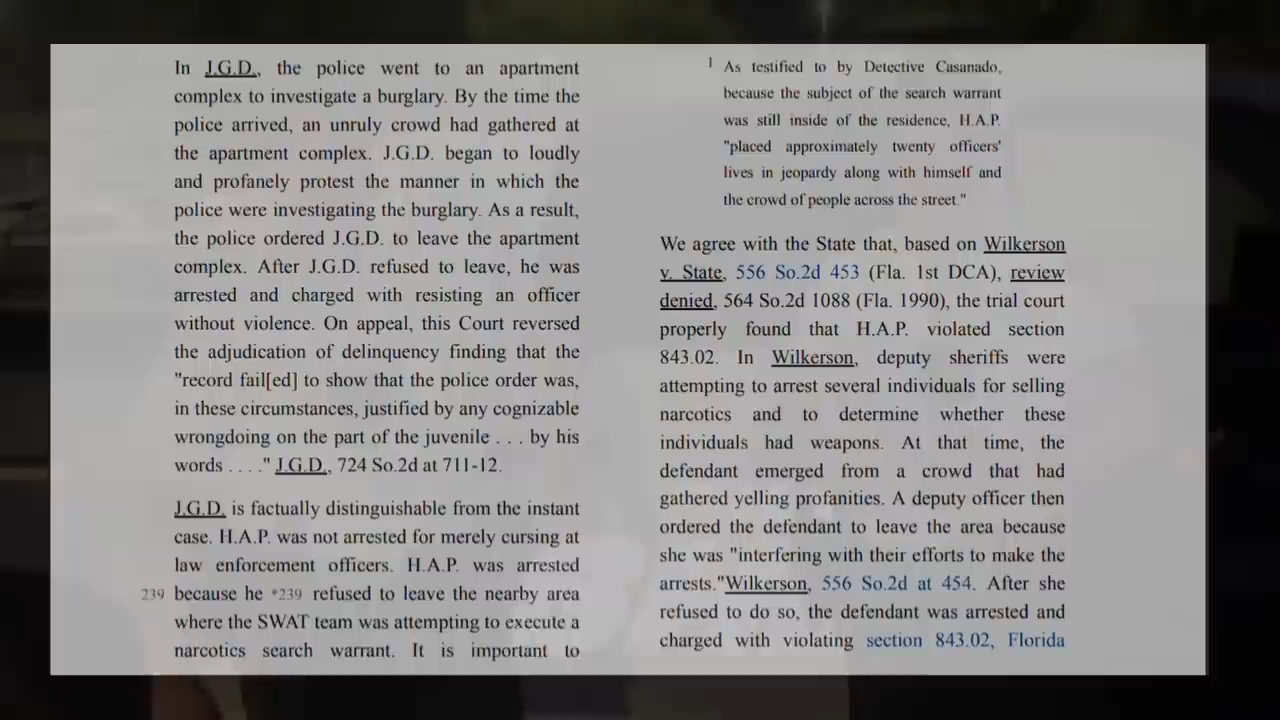 In J.G.D., the police went to an apartment
complex to investigate a burglary. By the time the
police arrived, an unruly crowd had gathered at
the apartment complex. J.G.D. began to loudly
and profanely protest the manner in which the
police were investigating the burglary. As a result,
the police ordered J.G.D. to leave the apartment
complex. After J.G.D. refused to leave, he was
arrested and charged with resisting an officer
without violence. On appeal, this Court reversed
the adjudication of delinquency finding that the
"record fail[ed] to show that the police order was,
in these circumstances, justified by any cognizable
wrongdoing on the part of the juvenile . . . by his
words . . . ." J.G.D., 724 So.2d at 711-12.
J.G.D. is factually distinguishable from the instant
case. H.A.P. was not arrested for merely cursing at
law enforcement officers. H.A.P. was arrested
239 because he *239 refused to leave the nearby area
where the SWAT team was attempting to execute a
narcotics search warrant. It is important to
1 As testified to by Detective Casanado,
because the subject of the search warrant
was still inside of the residence, H.A.P.
"placed approximately twenty officers'
lives in jeopardy along with himself and
the crowd of people across the street."
We agree with the State that, based on Wilkerson
v. State, 556 So.2d 453 (Fla. 1st DCA), review
denied, 564 So.2d 1088 (Fla. 1990), the trial court
properly found that H.A.P. violated section
843.02. In Wilkerson, deputy sheriffs were
attempting to arrest several individuals for selling
narcotics and to determine whether these
individuals had weapons. At that time, the
defendant emerged from a crowd that had
gathered yelling profanities. A deputy officer then
ordered the defendant to leave the area because
she was "interfering with their efforts to make the
arrests."Wilkerson, 556 So.2d at 454. After she
refused to do so, the defendant was arrested and
charged with violating section 843.02, Florida